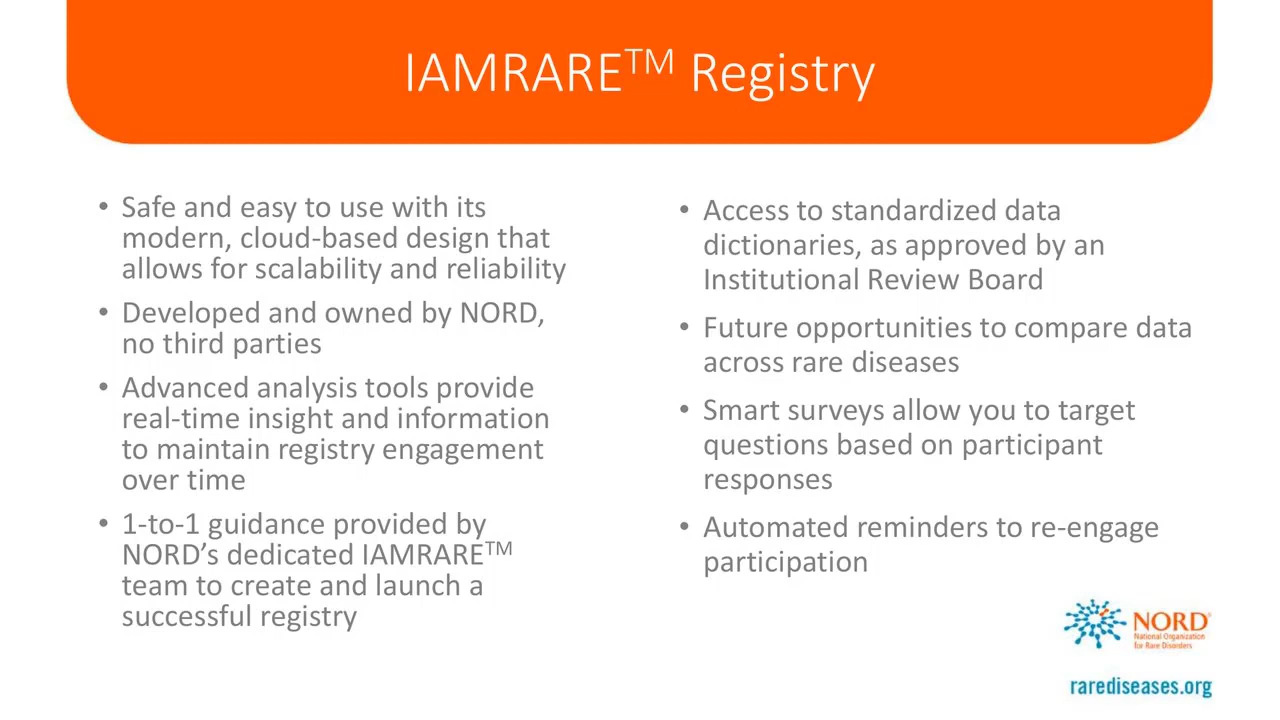 IAMRARE™ Registry
• Safe and easy to use with its
modern, cloud-based design that
allows for scalability and reliability
• Developed and owned by NORD,
no third parties
• Advanced analysis tools provide
real-time insight and information
to maintain registry engagement
over time
• 1-to-1 guidance provided by
NORD’s dedicated IAMRARE™
team to create and launch a
successful registry
• Access to standardized data
dictionaries, as approved by an
Institutional Review Board
• Future opportunities to compare data
across rare diseases
• Smart surveys allow you to target
questions based on participant
responses
• Automated reminders to re-engage
participation
NORD®
National Organization
for Rare Disorders
rarediseases.org